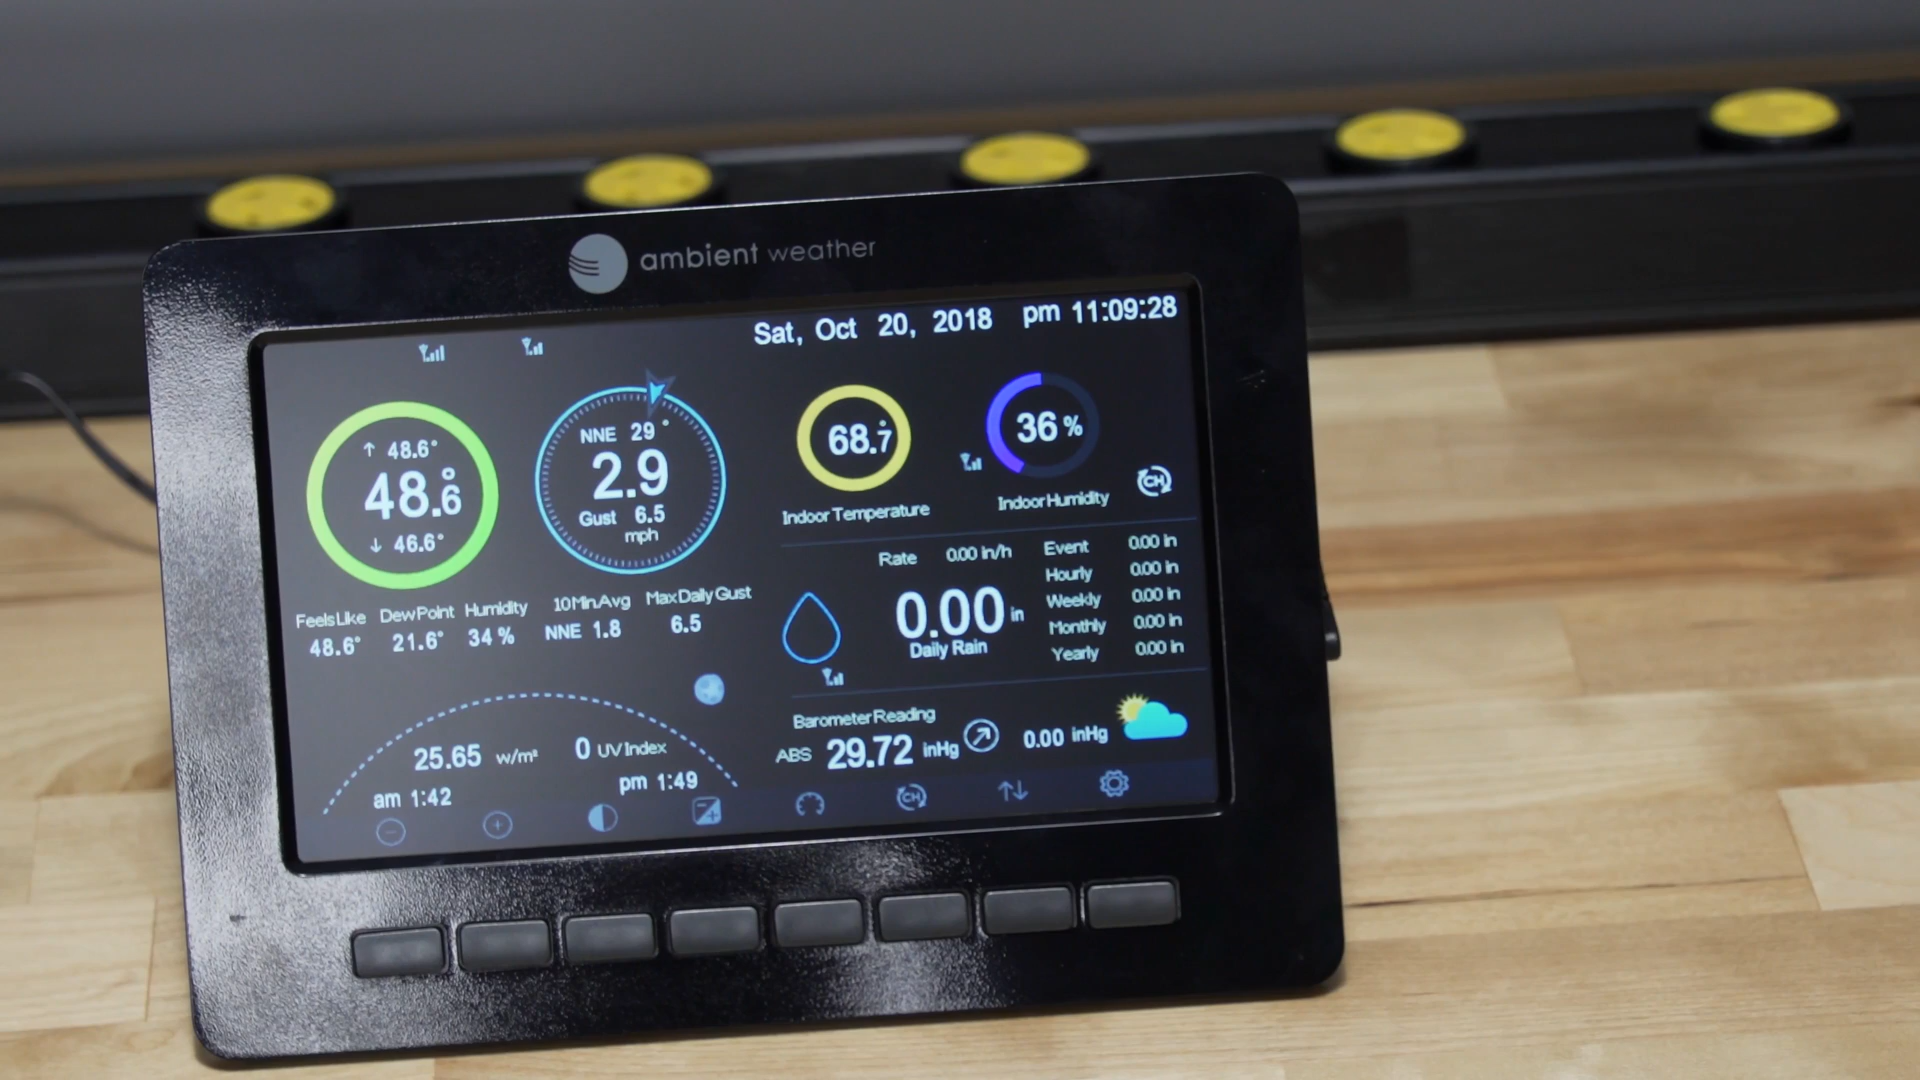 ambient weather
Sat, Oct 20, 2018 pm 11:09:28
↑ 48.6°
48.6°
↓ 46.6°
Feels Like Dew Point Humidity
48.6° 21.6° 34 %
NNE 29 °
2.9
Gust 6.5
mph
10 Min. Avg Max Daily Gust
NNE 1.8 6.5
68.7°
Indoor Temperature
36 %
Indoor Humidity
CH
Rate 0.00 in/h
0.00 in
Daily Rain
Event 0.00 in
Hourly 0.00 in
Weekly 0.00 in
Monthly 0.00 in
Yearly 0.00 in
25.65 w/m² 0 UV Index
am 1:42 pm 1:49
Barometer Reading
ABS 29.72 inHg 0.00 inHg
CH